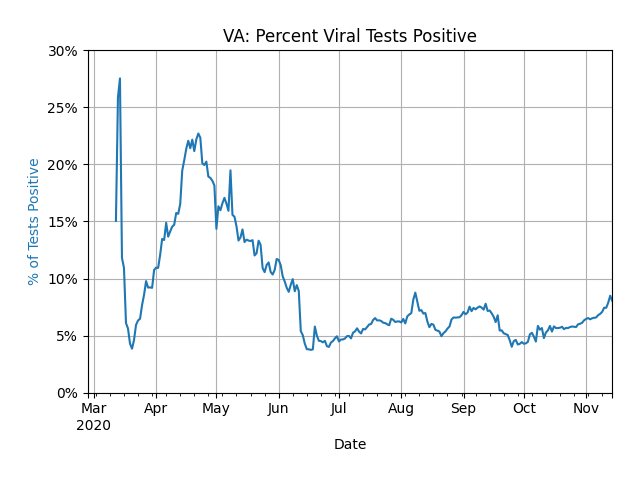 VA: Percent Viral Tests Positive
30%
25%
20%
15%
10%
5%
0%
% of Tests Positive
Mar Apr May Jun Jul Aug Sep Oct Nov
2020
Date